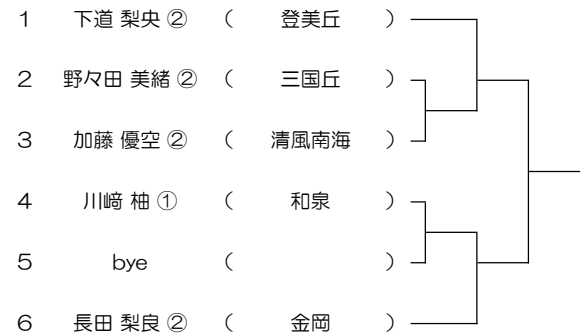 1 下道 梨央 ② ( 登美丘 )
2 野々田 美緒 ② ( 三国丘 )
3 加藤 優空 ② ( 清風南海 )
4 川﨑 柚 ① ( 和泉 )
5 bye ( )
6 長田 梨良 ② ( 金岡 )